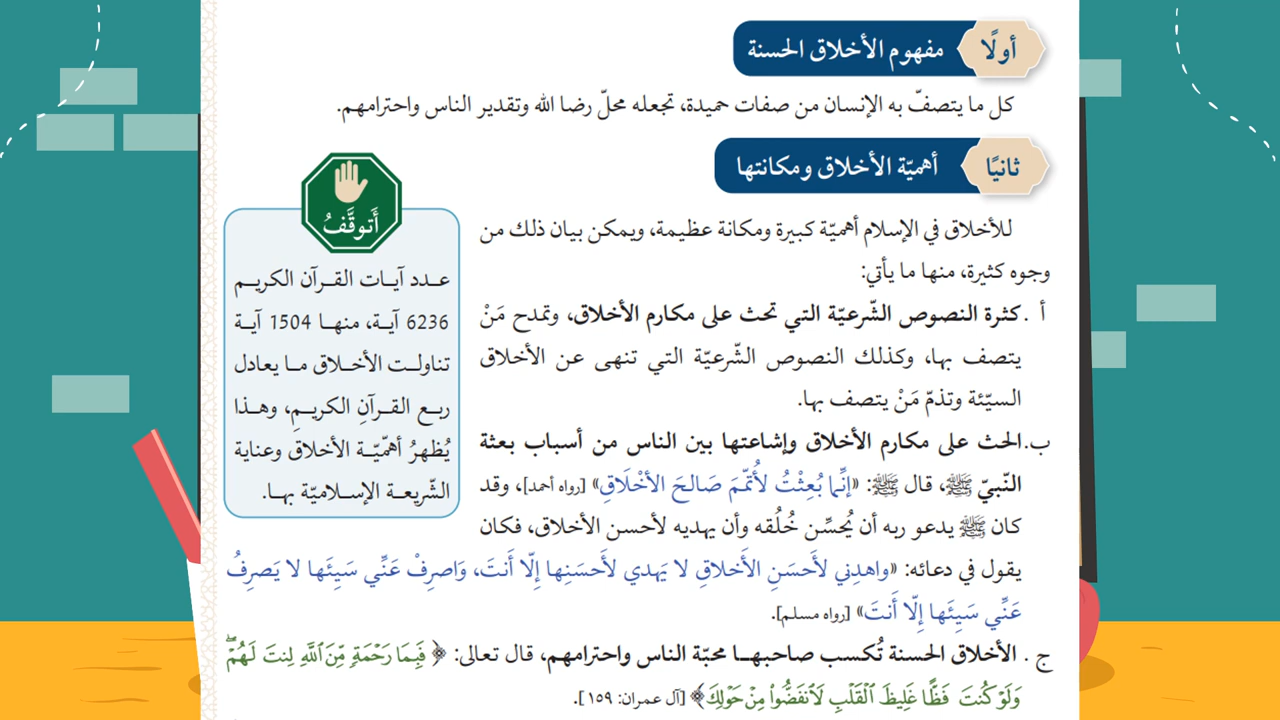 أولًا
مفهوم الأخلاق الحسنة
كل ما يتصفّ به الإنسان من صفات حميدة، تجعله محلّ رضا الله وتقدير الناس واحترامهم.
ثانيًا
أهميّة الأخلاق ومكانتها
للأخلاق في الإسلام أهميّة كبيرة ومكانة عظيمة، ويمكن بيان ذلك من
وجوه كثيرة، منها ما يأتي:
أ . كثرة النصوص الشّرعيّة التي تحث على مكارم الأخلاق، وتمدح مَنْ
يتصف بها، وكذلك النصوص الشّرعيّة التي تنهى عن الأخلاق
السيّئة وتذمّ مَنْ يتصف بها.
ب. الحث على مكارم الأخلاق وإشاعتها بين الناس من أسباب بعثة
النّبيّ ﷺ، قال ﷺ: «إنَّما بُعِثْتُ لأُتمّمَ صَالحَ الأخْلَاقِ» [رواه أحمد]، وقد
كان ﷺ يدعو ربه أن يُحسِّن خُلُقه وأن يهديه لأحسن الأخلاق، فكان
يقول في دعائه: «واهدِني لأَحسَنِ الأَخلاقِ لا يَهدي لأَحسَنِها إلّا أَنتَ، وَاصرِفْ عَنِّي سَيِئَها لا يَصرِفُ
عَنِّي سَيِئَها إلّا أَنتَ» [رواه مسلم].
ج . الأخلاق الحسنة تُكسب صاحبهـا محبّة الناس واحترامهم، قال تعالى: ﴿فَبِمَا رَحْمَةٖ مِّنَ ٱللَّهِ لِنتَ لَهُمۡۖ
وَلَوۡ كُنتَ فَظًّا غَلِيظَ ٱلۡقَلۡبِ لَٱنفَضُّواْ مِنۡ حَوۡلِكَ﴾ [آل عمران: ١٥٩].
أَتوقَّفُ
عـدد آيـات القـرآن الكريـم
6236 آيـة، منهـا 1504 آيـة
تناولـت الأخـلاق مـا يعادل
ربـع القـرآنِ الكريـمِ، وهـذا
يُظهرُ أهمّيّـة الأخلاق وعناية
الشّريعـة الإسـلاميّة بهـا.